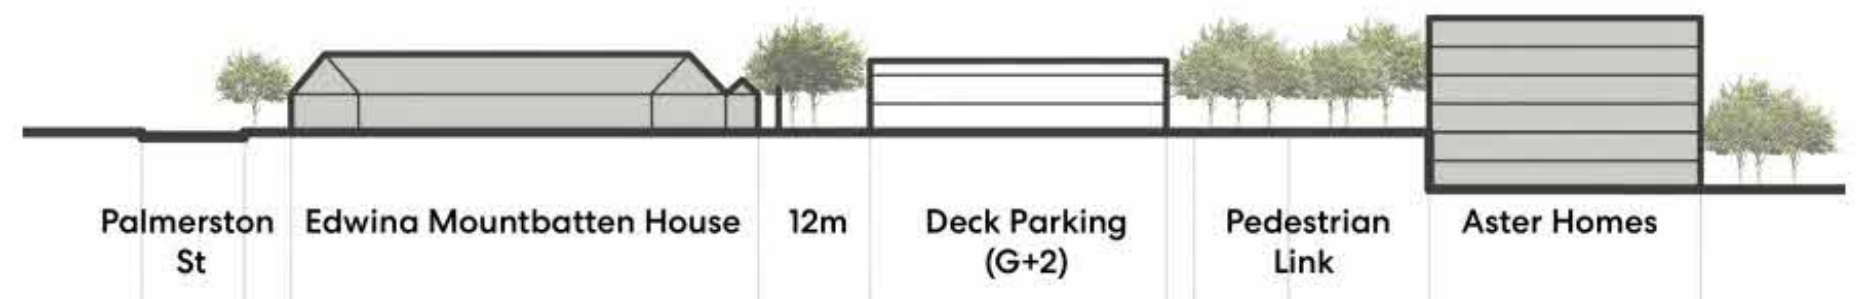 Palmerston
St
Edwina Mountbatten House
12m
Deck Parking
(G+2)
Pedestrian
Link
Aster Homes